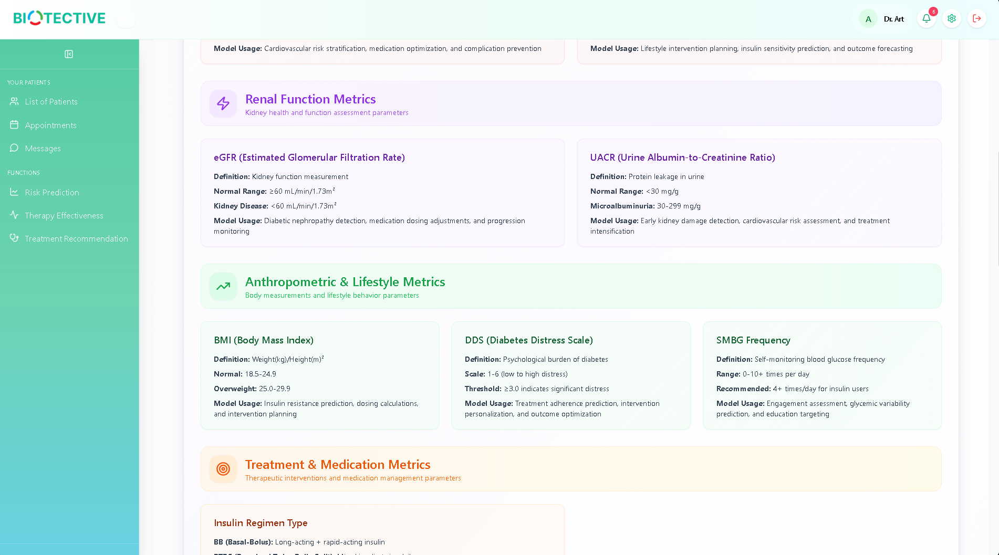 BIOTECTIVE
A
Dr. Art
6
YOUR PATIENTS
List of Patients
Appointments
Messages
FUNCTIONS
Risk Prediction
Therapy Effectiveness
Treatment Recommendation
Model Usage: Cardiovascular risk stratification, medication optimization, and complication prevention
Model Usage: Lifestyle intervention planning, insulin sensitivity prediction, and outcome forecasting
Renal Function Metrics
Kidney health and function assessment parameters
eGFR (Estimated Glomerular Filtration Rate)
Definition: Kidney function measurement
Normal Range: ≥60 mL/min/1.73m²
Kidney Disease: <60 mL/min/1.73m²
Model Usage: Diabetic nephropathy detection, medication dosing adjustments, and progression
monitoring
UACR (Urine Albumin-to-Creatinine Ratio)
Definition: Protein leakage in urine
Normal Range: <30 mg/g
Microalbuminuria: 30-299 mg/g
Model Usage: Early kidney damage detection, cardiovascular risk assessment, and treatment
intensification
Anthropometric & Lifestyle Metrics
Body measurements and lifestyle behavior parameters
BMI (Body Mass Index)
Definition: Weight(kg)/Height(m)²
Normal: 18.5-24.9
Overweight: 25.0-29.9
Model Usage: Insulin resistance prediction, dosing calculations,
and intervention planning
DDS (Diabetes Distress Scale)
Definition: Psychological burden of diabetes
Scale: 1-6 (low to high distress)
Threshold: ≥3.0 indicates significant distress
Model Usage: Treatment adherence prediction, intervention
personalization, and outcome optimization
SMBG Frequency
Definition: Self-monitoring blood glucose frequency
Range: 0-10+ times per day
Recommended: 4+ times/day for insulin users
Model Usage: Engagement assessment, glycemic variability
prediction, and education targeting
Treatment & Medication Metrics
Therapeutic interventions and medication management parameters
Insulin Regimen Type
BB (Basal-Bolus): Long-acting + rapid-acting insulin